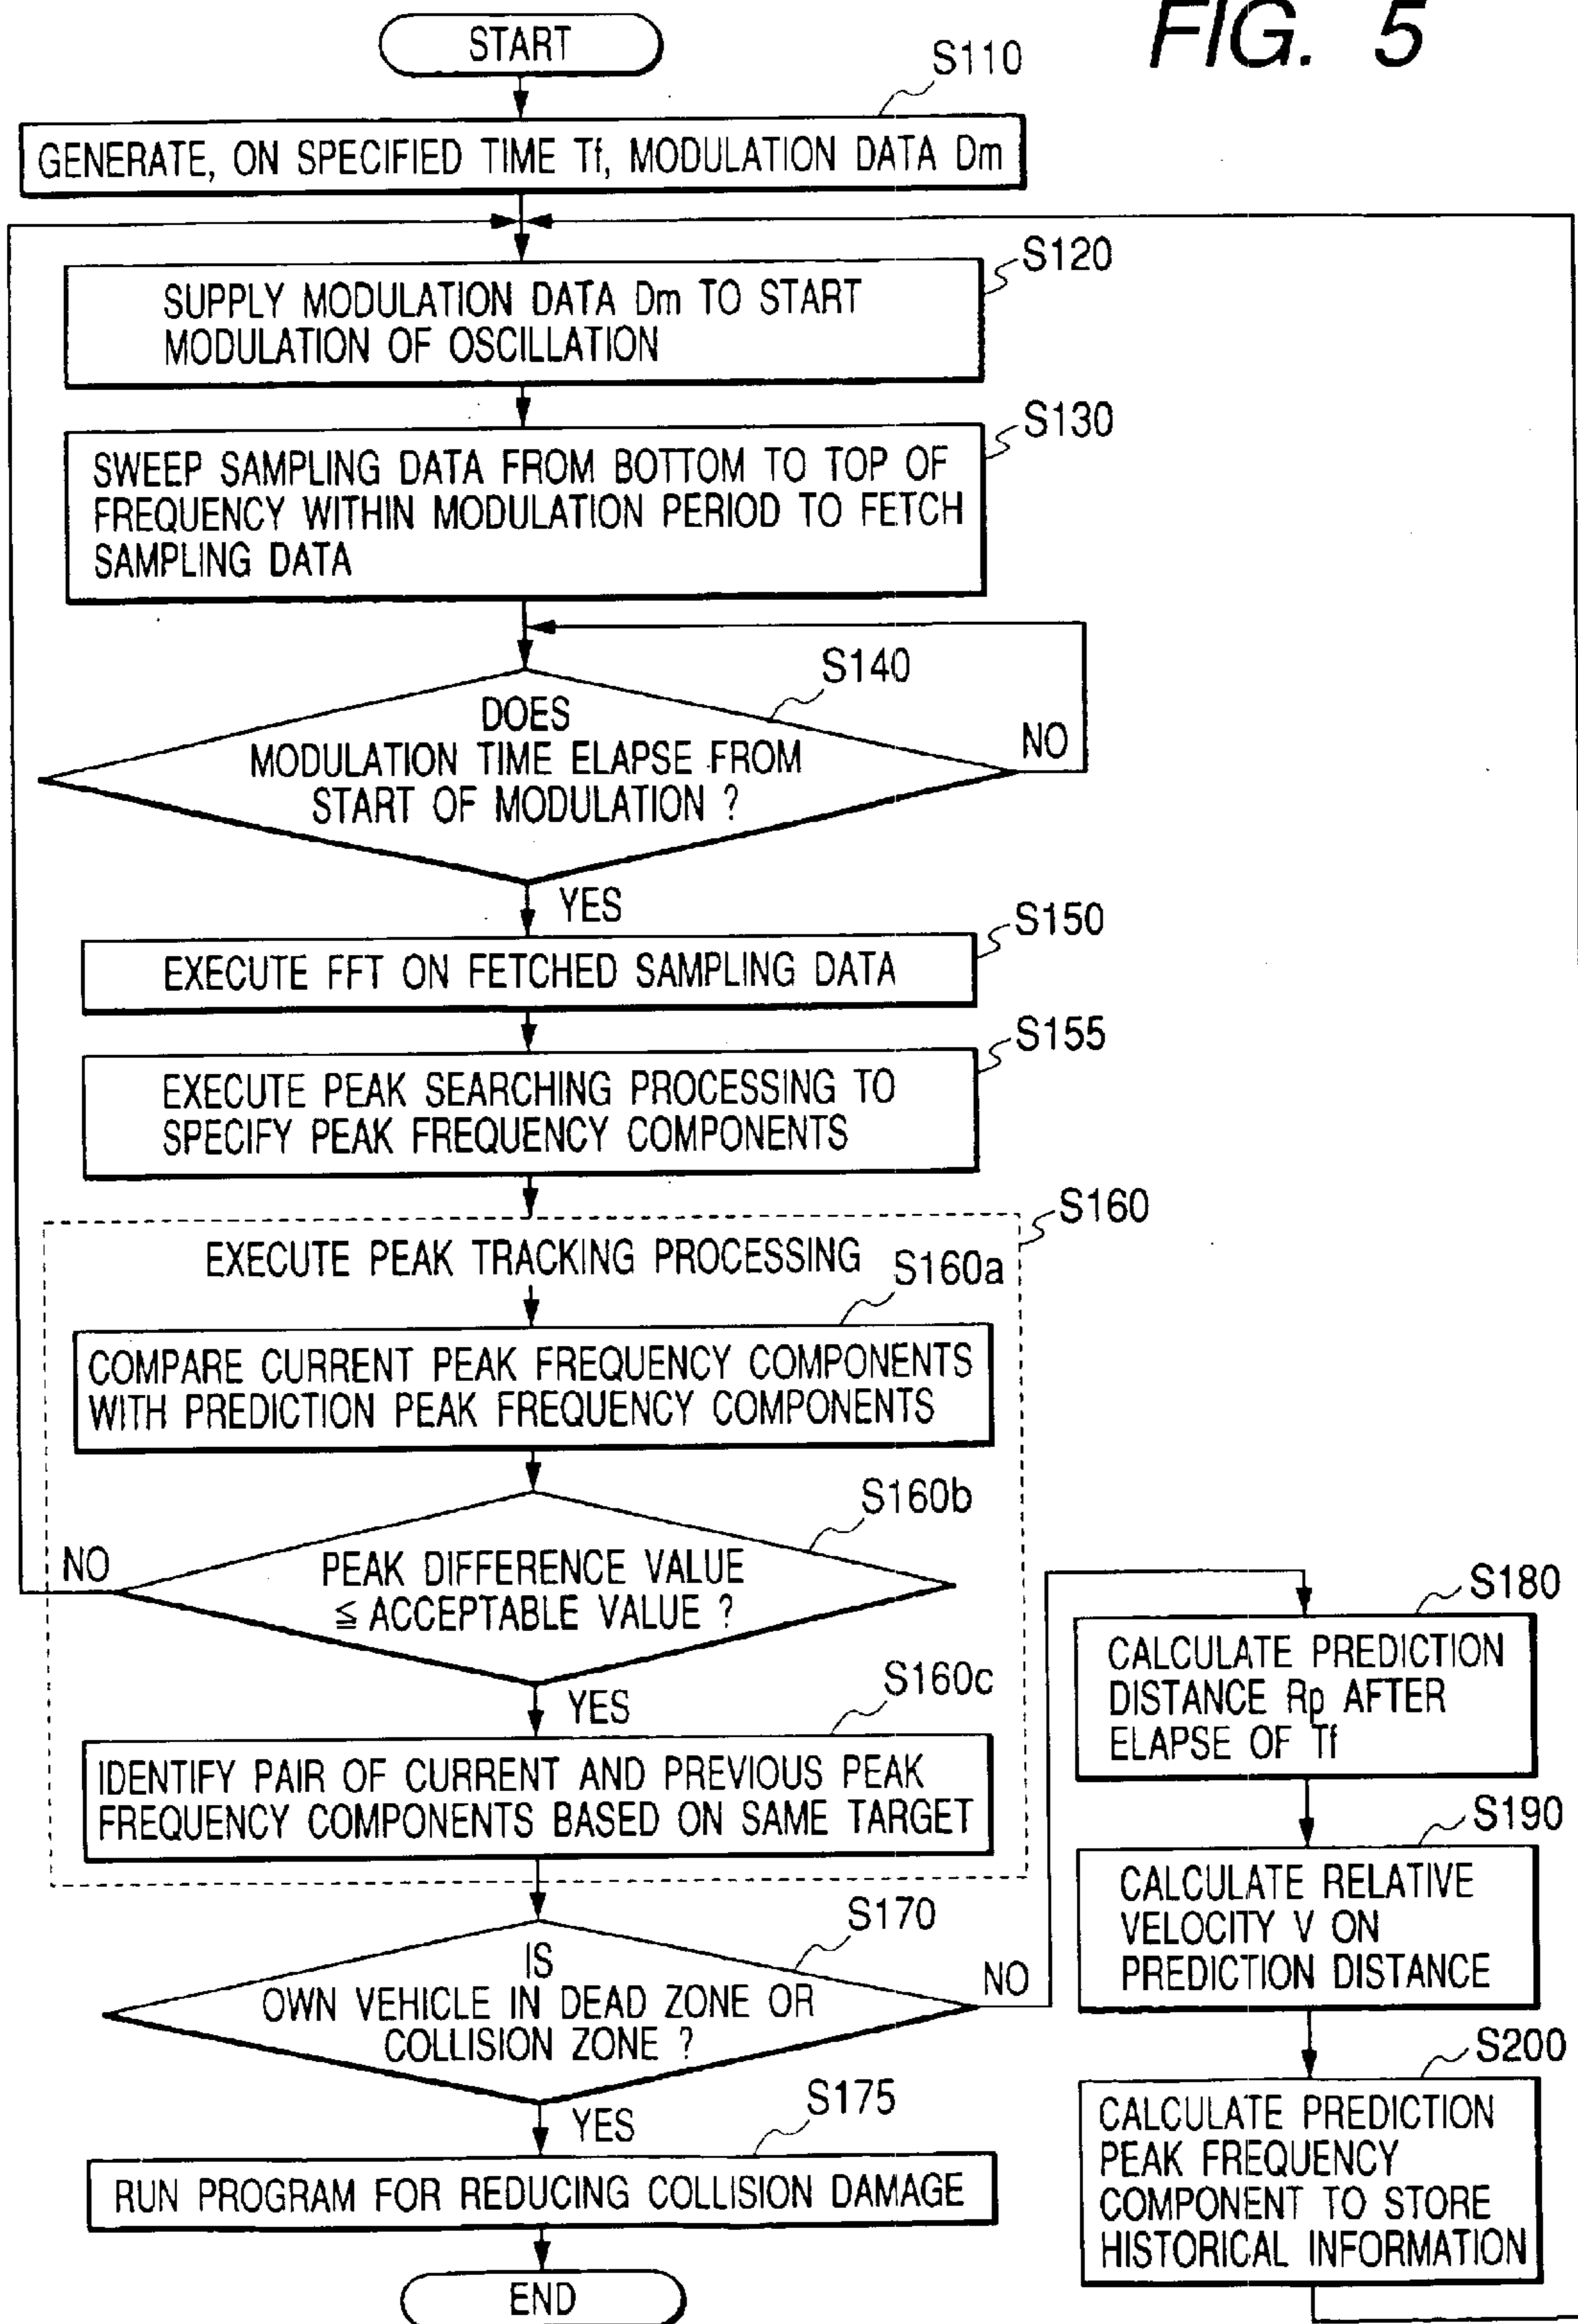 FIG. 5
START
S110
GENERATE, ON SPECIFIED TIME Tf, MODULATION DATA Dm
S120
SUPPLY MODULATION DATA Dm TO START
MODULATION OF OSCILLATION
S130
SWEEP SAMPLING DATA FROM BOTTOM TO TOP OF
FREQUENCY WITHIN MODULATION PERIOD TO FETCH
SAMPLING DATA
S140
DOES
MODULATION TIME ELAPSE FROM
START OF MODULATION ?
NO
YES
S150
EXECUTE FFT ON FETCHED SAMPLING DATA
S155
EXECUTE PEAK SEARCHING PROCESSING TO
SPECIFY PEAK FREQUENCY COMPONENTS
S160
EXECUTE PEAK TRACKING PROCESSING
S160a
COMPARE CURRENT PEAK FREQUENCY COMPONENTS
WITH PREDICTION PEAK FREQUENCY COMPONENTS
S160b
PEAK DIFFERENCE VALUE
≦ ACCEPTABLE VALUE ?
NO
YES
S160c
IDENTIFY PAIR OF CURRENT AND PREVIOUS PEAK
FREQUENCY COMPONENTS BASED ON SAME TARGET
S170
IS
OWN VEHICLE IN DEAD ZONE OR
COLLISION ZONE ?
NO
YES
S175
RUN PROGRAM FOR REDUCING COLLISION DAMAGE
END
S180
CALCULATE PREDICTION
DISTANCE Rp AFTER
ELAPSE OF Tf
S190
CALCULATE RELATIVE
VELOCITY V ON
PREDICTION DISTANCE
S200
CALCULATE PREDICTION
PEAK FREQUENCY
COMPONENT TO STORE
HISTORICAL INFORMATION